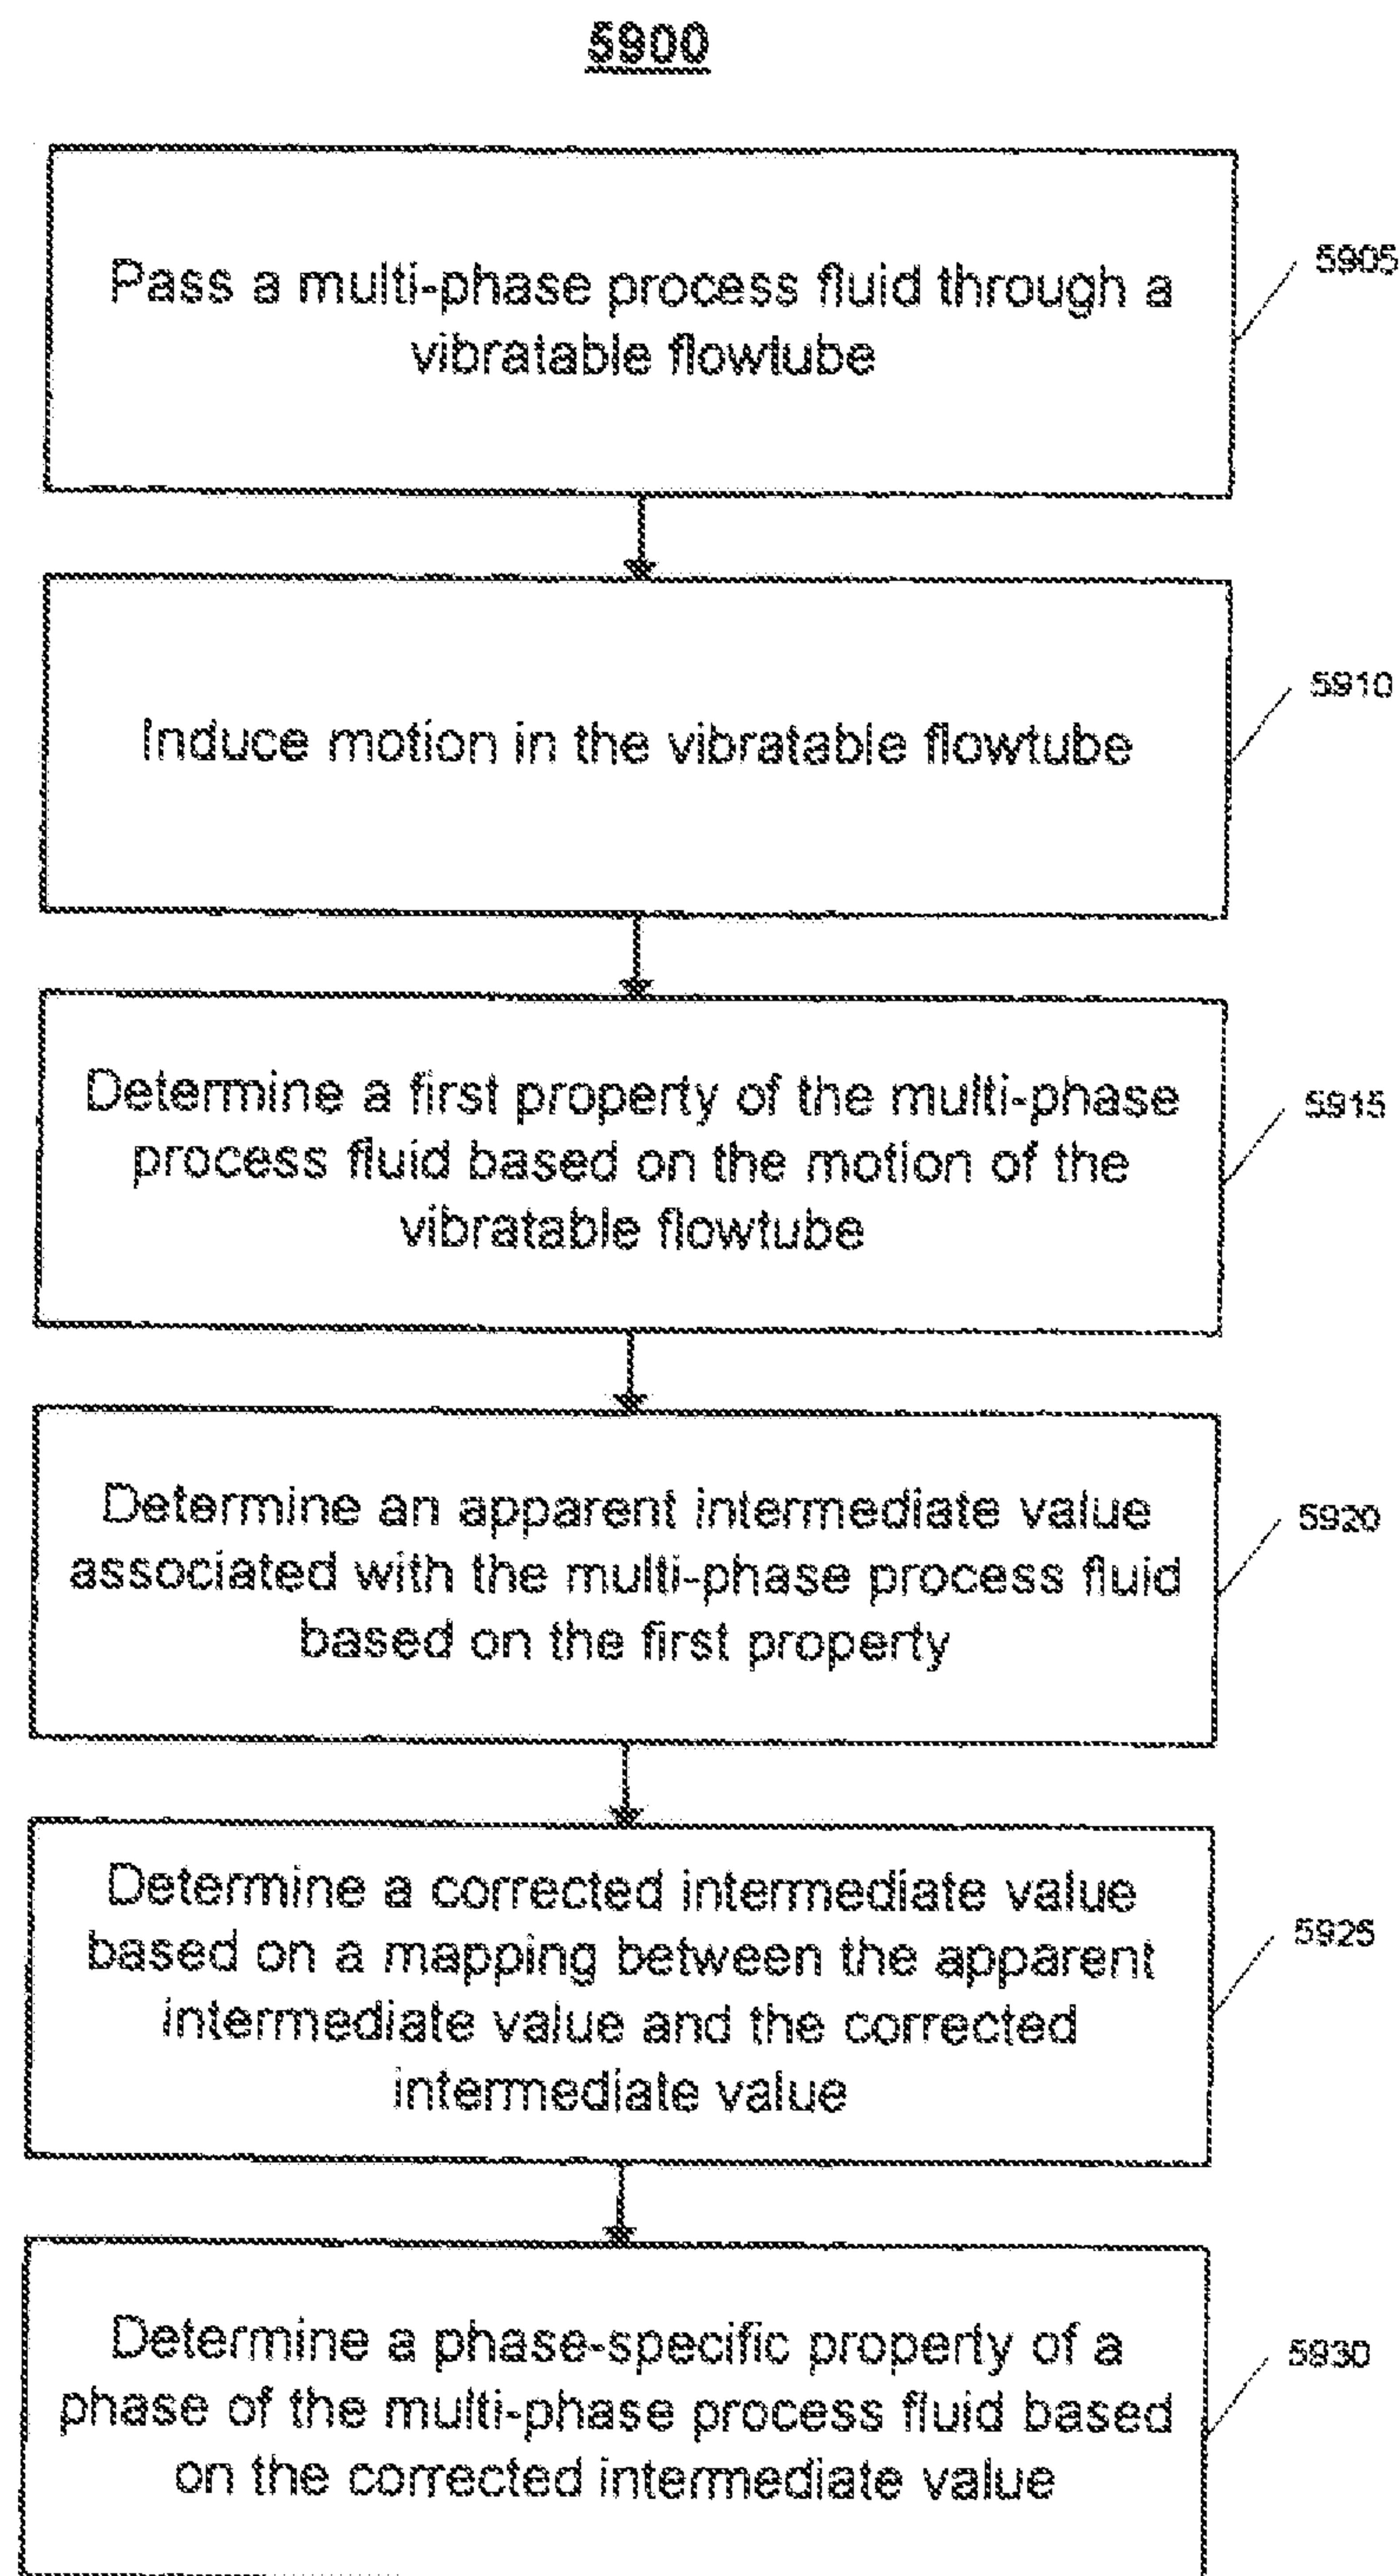 5900
Pass a multi-phase process fluid through a
vibratable flowtube
5905
Induce motion in the vibratable flowtube
5910
Determine a first property of the multi-phase
process fluid based on the motion of the
vibratable flowtube
5915
Determine an apparent intermediate value
associated with the multi-phase process fluid
based on the first property
5920
Determine a corrected intermediate value
based on a mapping between the apparent
intermediate value and the corrected
intermediate value
5925
Determine a phase-specific property of a
phase of the multi-phase process fluid based
on the corrected intermediate value
5930